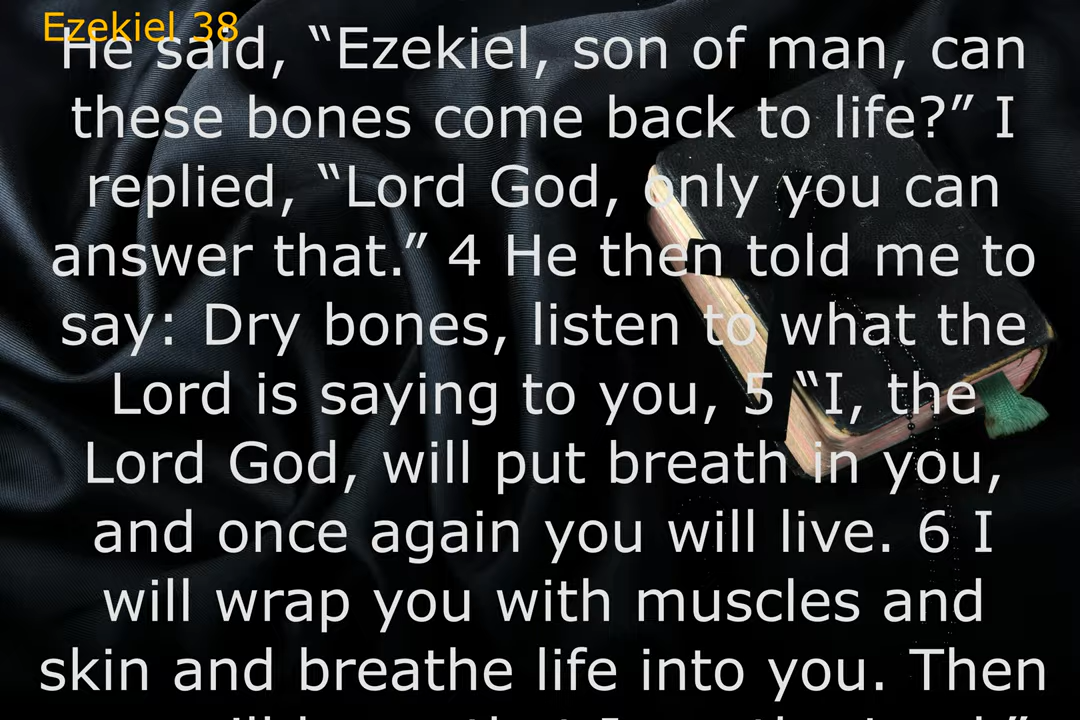 Ezekiel 38
He said, “Ezekiel, son of man, can
these bones come back to life?” I
replied, “Lord God, only you can
answer that.” 4 He then told me to
say: Dry bones, listen to what the
Lord is saying to you, 5 “I, the
Lord God, will put breath in you,
and once again you will live. 6 I
will wrap you with muscles and
skin and breathe life into you. Then